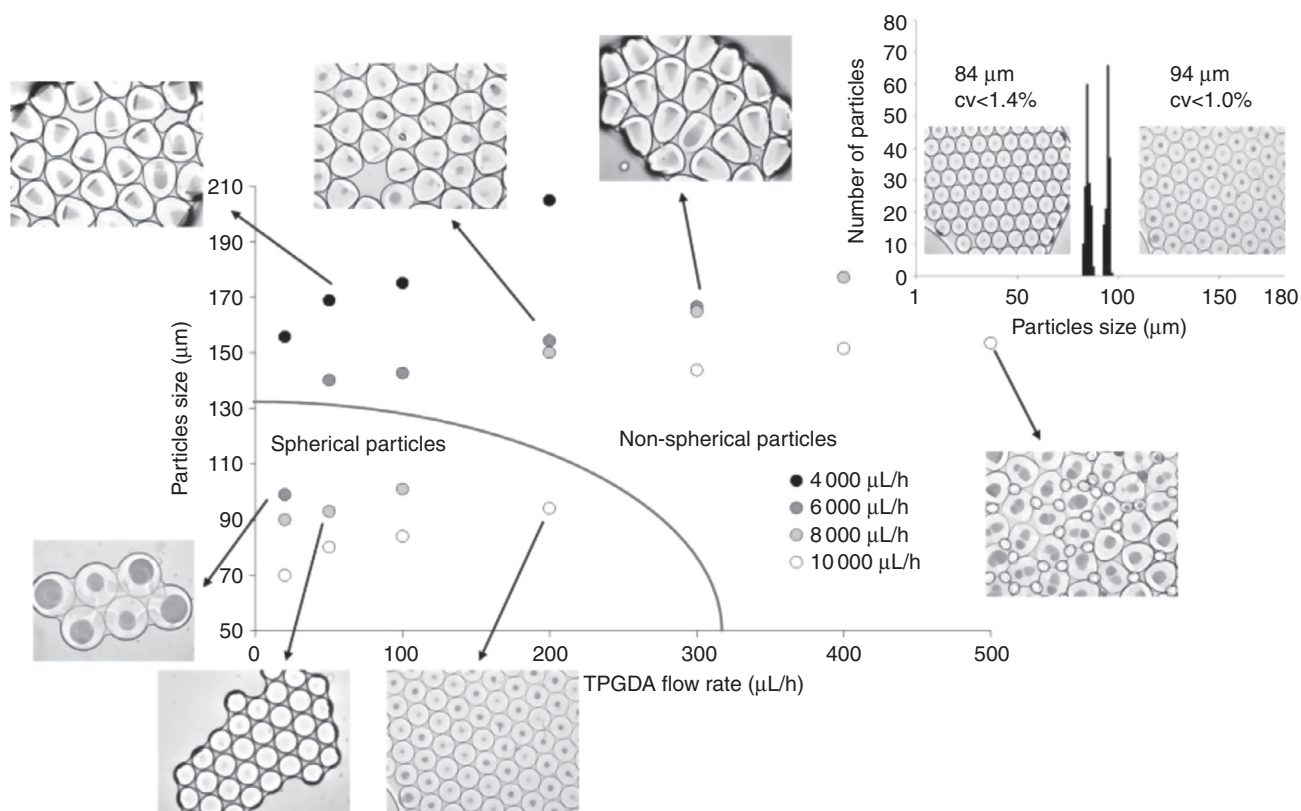 80
70
60
50
40
30
20
10
0
Number of particles
84 μm
cv<1.4%
94 μm
cv<1.0%
1
50
100
150
180
Particles size (μm)
210
190
170
150
130
110
90
70
50
Particles size (μm)
Spherical particles
Non-spherical particles
4 000 μL/h
6 000 μL/h
8 000 μL/h
10 000 μL/h
0
100
200
300
400
500
TPGDA flow rate (μL/h)